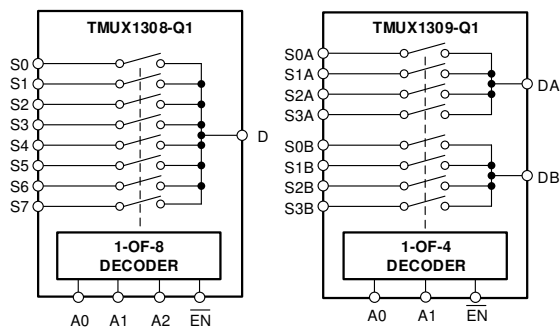 TMUX1308-Q1
S0
S1
S2
S3
S4
S5
S6
S7
D
1-OF-8
DECODER
A0 A1 A2 EN
TMUX1309-Q1
S0A
S1A
S2A
S3A
DA
S0B
S1B
S2B
S3B
DB
1-OF-4
DECODER
A0 A1 EN